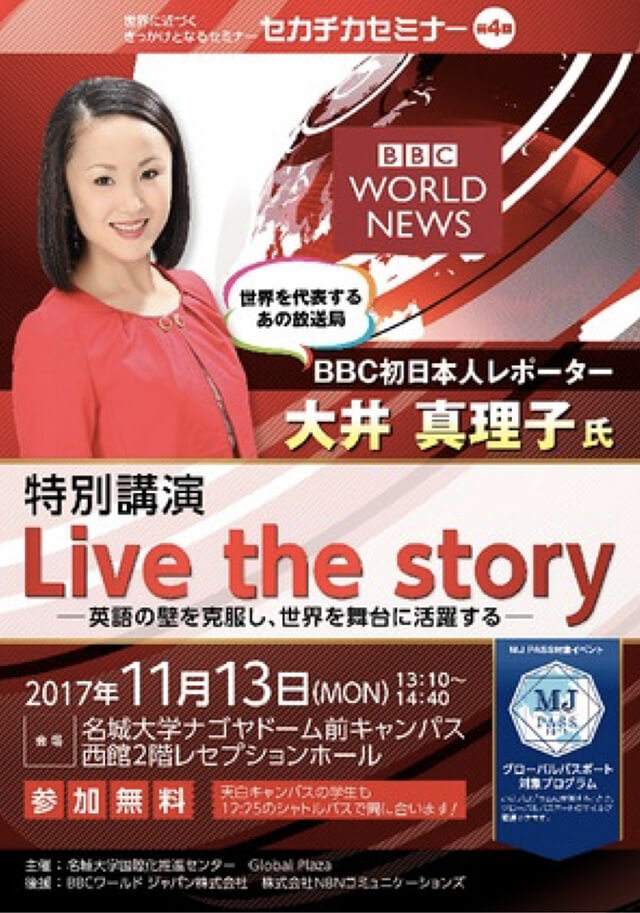 世界に近づく
きっかけとなるセミナー セカチカセミナー 第4回
BBC
WORLD
NEWS
世界を代表する
あの放送局
BBC初日本人レポーター
大井 真理子 氏
特別講演
Live the story
―英語の壁を克服し、世界を舞台に活躍する―
2017年11月13日(MON) 13:10～
14:40
会場 名城大学ナゴヤドーム前キャンパス
西館2階レセプションホール
参加無料
天白キャンパスの学生も
12:25のシャトルバスで間に合います!
MJ PASS対象イベント
MJ
PASS
グローバルパスポート
対象プログラム
主催：名城大学国際化推進センター Global Plaza
後援：BBCワールド ジャパン株式会社 株式会社NBNコミュニケーションズ